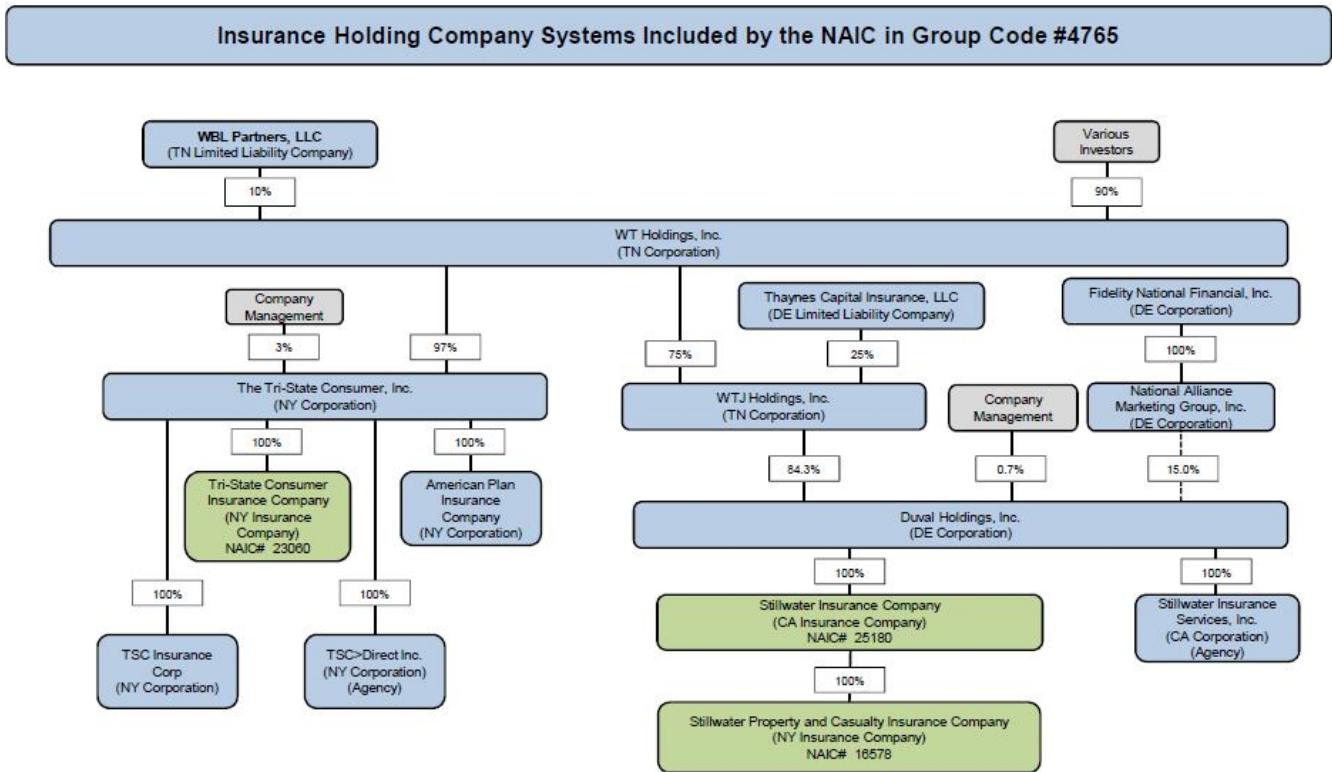 Insurance Holding Company Systems Included by the NAIC in Group Code #4765
WBL Partners, LLC
(TN Limited Liability Company)
Various
Investors
10%
90%
WT Holdings, Inc.
(TN Corporation)
Company
Management
Thaynes Capital Insurance, LLC
(DE Limited Liability Company)
Fidelity National Financial, Inc.
(DE Corporation)
3%
97%
75%
25%
100%
The Tri-State Consumer, Inc.
(NY Corporation)
WTJ Holdings, Inc.
(TN Corporation)
Company
Management
National Alliance
Marketing Group, Inc.
(DE Corporation)
100%
100%
84.3%
0.7%
15.0%
Tri-State Consumer
Insurance Company
(NY Insurance
Company)
NAIC# 23060
American Plan
Insurance
Company
(NY Corporation)
Duval Holdings, Inc.
(DE Corporation)
100%
100%
100%
100%
TSC Insurance
Corp
(NY Corporation)
TSC>Direct Inc.
(NY Corporation)
(Agency)
Stillwater Insurance Company
(CA Insurance Company)
NAIC# 25180
Stillwater Insurance
Services, Inc.
(CA Corporation)
(Agency)
100%
Stillwater Property and Casualty Insurance Company
(NY Insurance Company)
NAIC# 16578